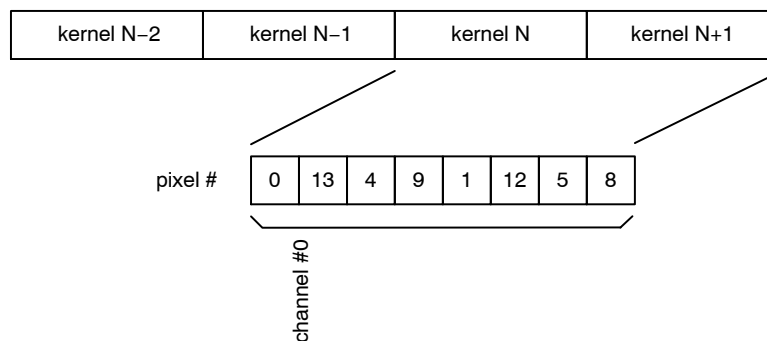 kernel N−2 kernel N−1 kernel N kernel N+1
pixel # 0 13 4 9 1 12 5 8
channel #0